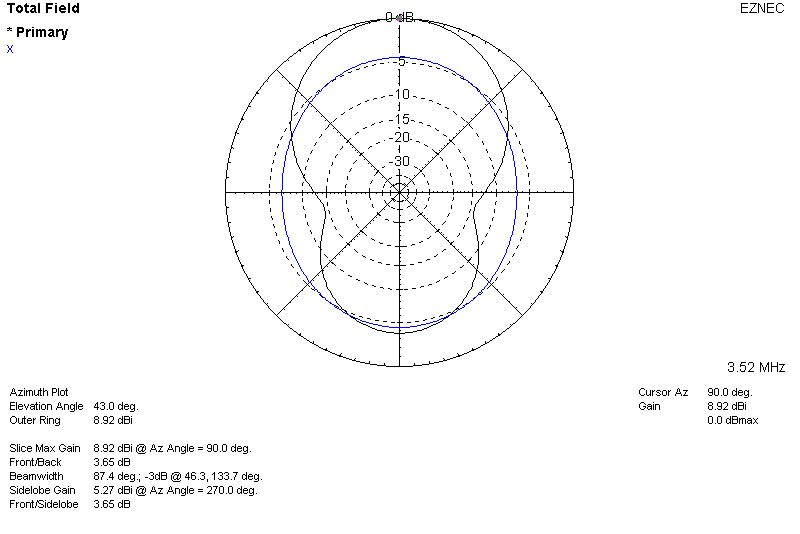 Total Field
EZNEC
* Primary
X
0 dB
-5
-10
-15
-20
-30
3.52 MHz
Azimuth Plot
Elevation Angle 43.0 deg.
Outer Ring 8.92 dBi
Cursor Az 90.0 deg.
Gain 8.92 dBi
0.0 dBmax
Slice Max Gain 8.92 dBi @ Az Angle = 90.0 deg.
Front/Back 3.65 dB
Beamwidth 87.4 deg.; -3dB @ 46.3, 133.7 deg.
Sidelobe Gain 5.27 dBi @ Az Angle = 270.0 deg.
Front/Sidelobe 3.65 dB